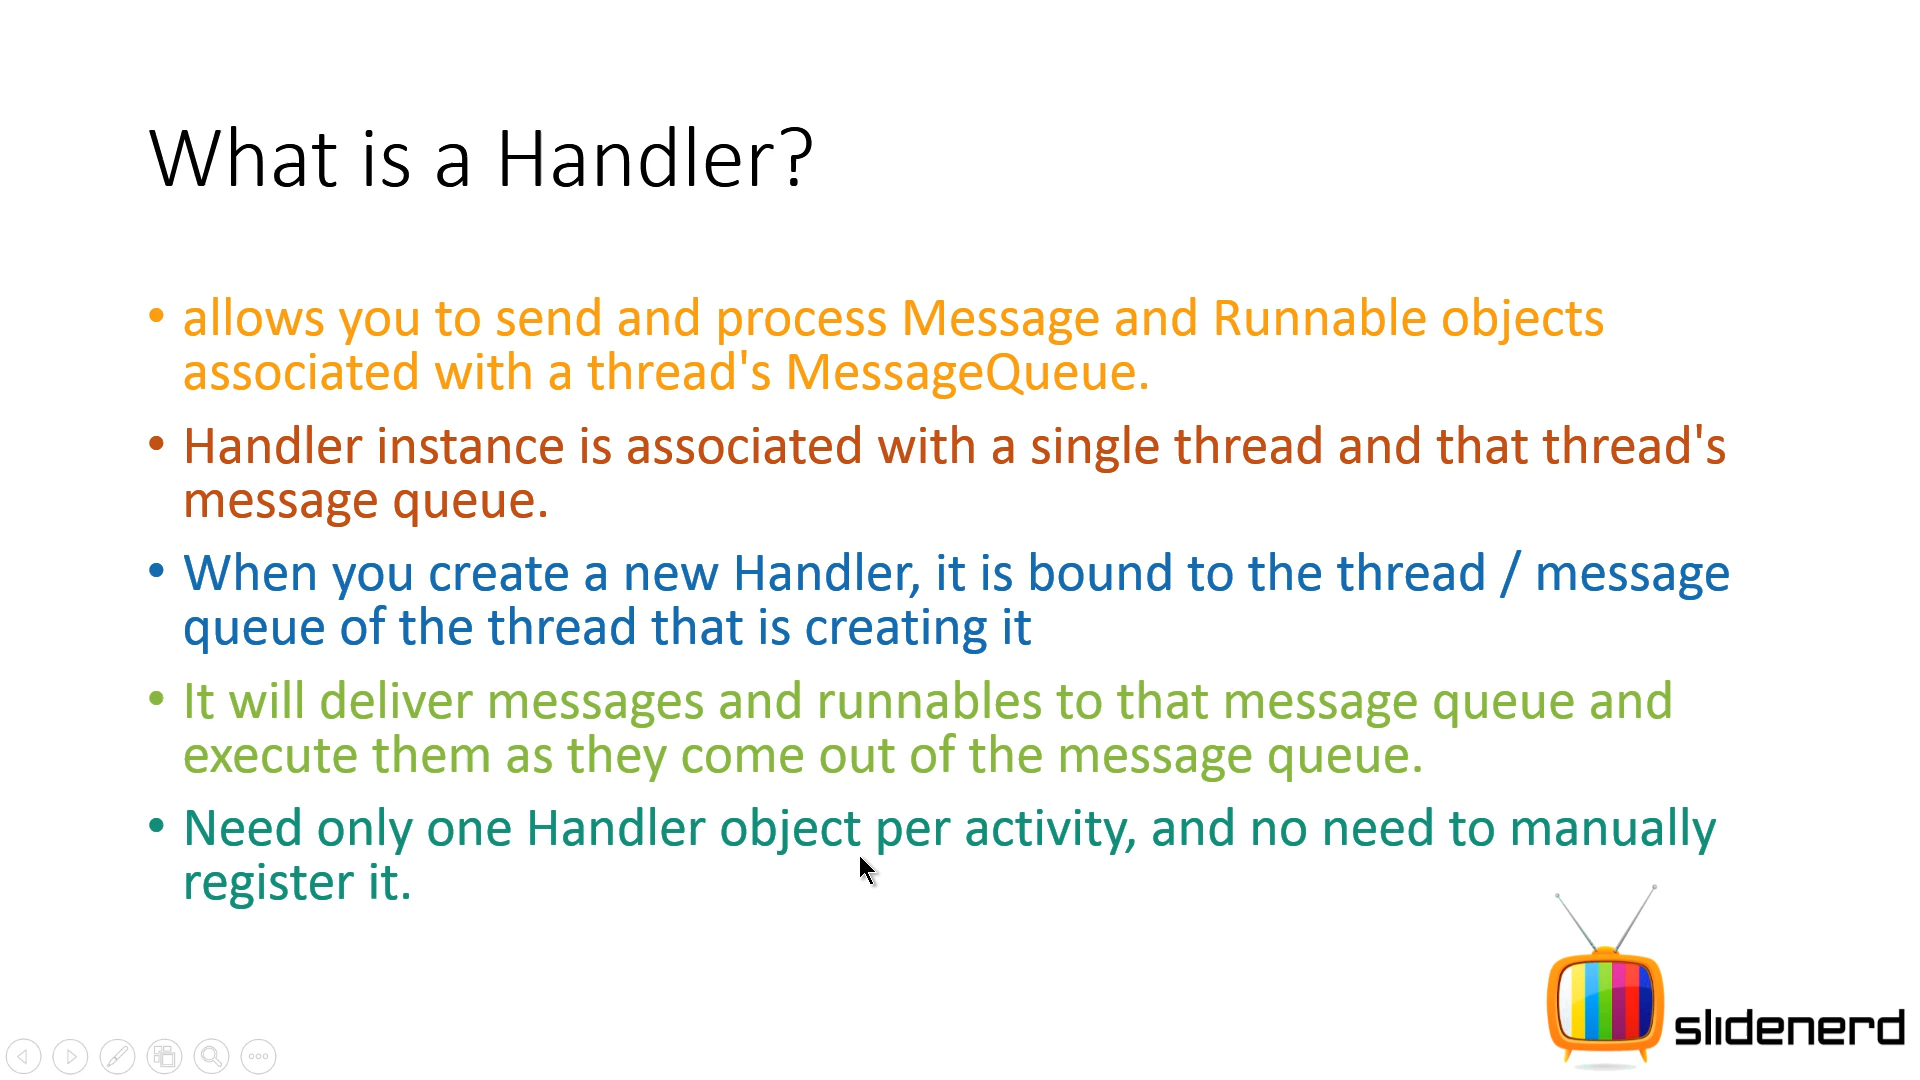 What is a Handler?
• allows you to send and process Message and Runnable objects
associated with a thread's MessageQueue.
• Handler instance is associated with a single thread and that thread's
message queue.
• When you create a new Handler, it is bound to the thread / message
queue of the thread that is creating it
• It will deliver messages and runnables to that message queue and
execute them as they come out of the message queue.
• Need only one Handler object per activity, and no need to manually
register it.
slidenerd